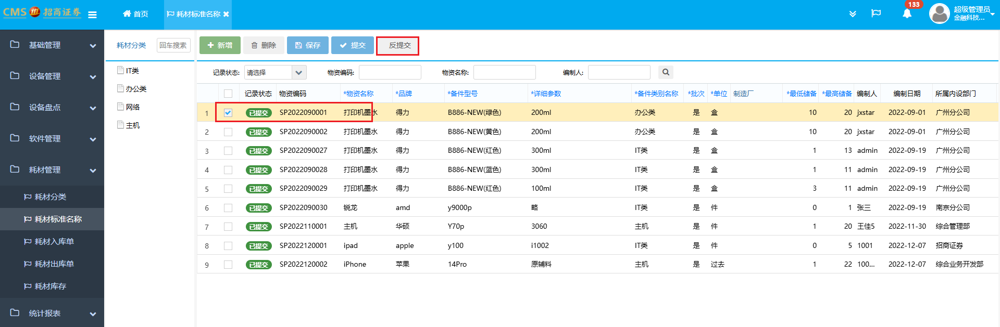 CMS 招商证券
首页
耗材标准名称
133
超级管理员
金融科技...
基础管理
设备管理
设备盘点
软件管理
耗材管理
耗材分类
耗材标准名称
耗材入库单
耗材出库单
耗材库存
统计报表
耗材分类 回车搜索
IT类
办公类
网络
主机
新增 删除 保存 提交 反提交
记录状态: 请选择 物资编码: 物资名称: 编制人:
记录状态 物资编码 *物资名称 *品牌 *备件型号 *详细参数 *备件类别名称 *批次 *单位 制造厂 *最低储备 *最高储备 编制人 编制日期 所属内设部门
1 已提交 SP2022090001 打印机墨水 得力 B886-NEW(绿色) 200ml 办公类 是 盒 10 20 jxstar 2022-09-01 广州分公司
2 已提交 SP2022090002 打印机墨水 得力 B886-NEW(黄色) 200ml 办公类 是 盒 10 20 jxstar 2022-09-01 广州分公司
3 已提交 SP2022090027 打印机墨水 得力 B886-NEW(红色) 300ml IT类 是 盒 1 13 admin 2022-09-19 广州分公司
4 已提交 SP2022090028 打印机墨水 得力 B886-NEW(蓝色) 300ml IT类 是 盒 1 11 admin 2022-09-19 广州分公司
5 已提交 SP2022090029 打印机墨水 得力 B886-NEW(红色) 100ml IT类 是 盒 3 11 admin 2022-09-19 广州分公司
6 已提交 SP2022090030 锐龙 amd y9000p 略 IT类 是 件 0 1 张三 2022-09-19 南京分公司
7 已提交 SP2022110001 主机 华硕 Y70p 3060 主机 是 件 1 20 王佳5 2022-11-30 综合管理部
8 已提交 SP2022120001 ipad apple y100 i1002 IT类 是 件 0 5 1001 2022-12-07 招商证券
9 已提交 SP2022120002 iPhone 苹果 14Pro 原辅料 主机 是 过去 1 22 100... 2022-12-07 综合业务开发部